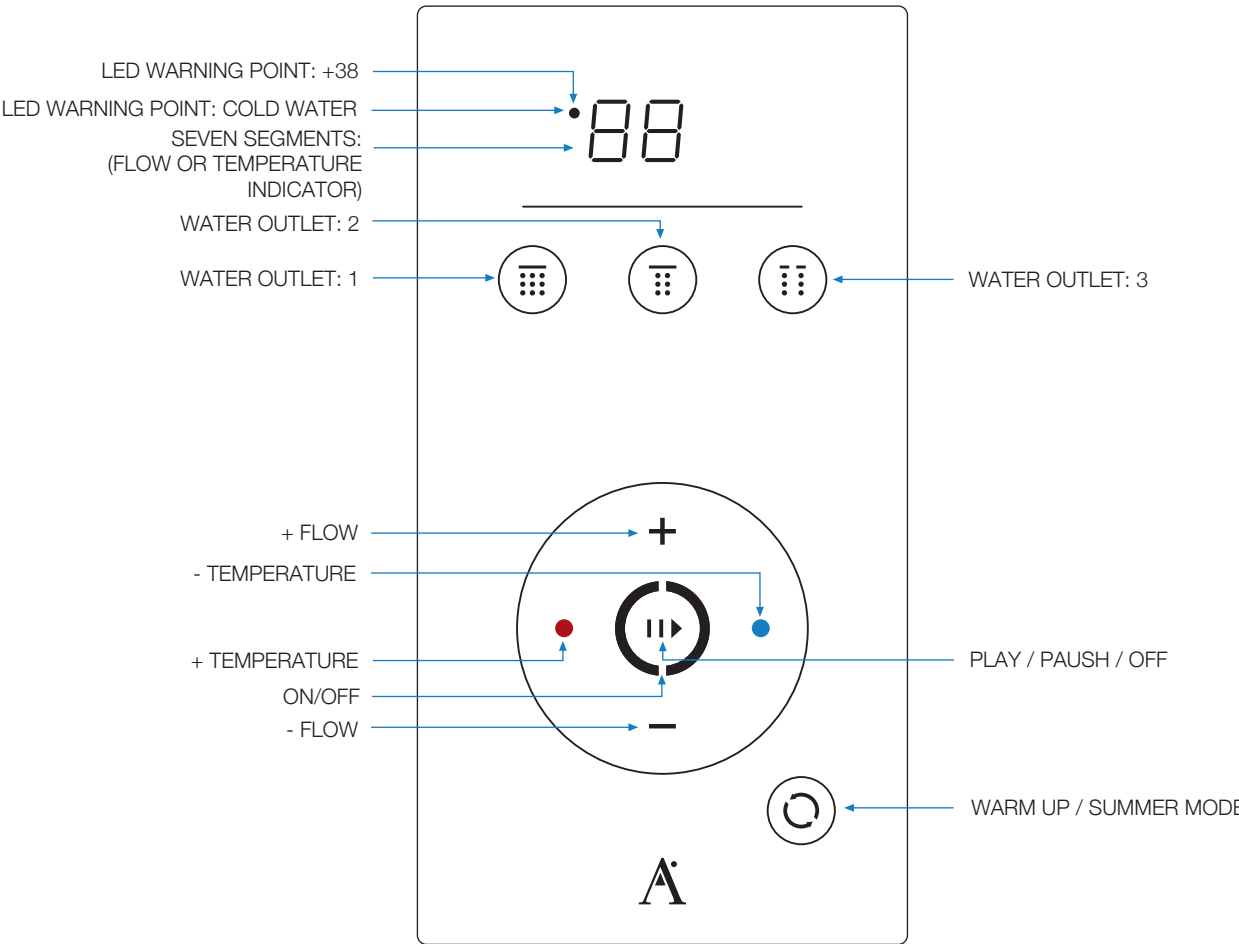 LED WARNING POINT: +38
LED WARNING POINT: COLD WATER
SEVEN SEGMENTS:
(FLOW OR TEMPERATURE
INDICATOR)
88
WATER OUTLET: 2
WATER OUTLET: 1
WATER OUTLET: 3
+ FLOW
- TEMPERATURE
+ TEMPERATURE
PLAY / PAUSH / OFF
ON/OFF
- FLOW
WARM UP / SUMMER MODE
A